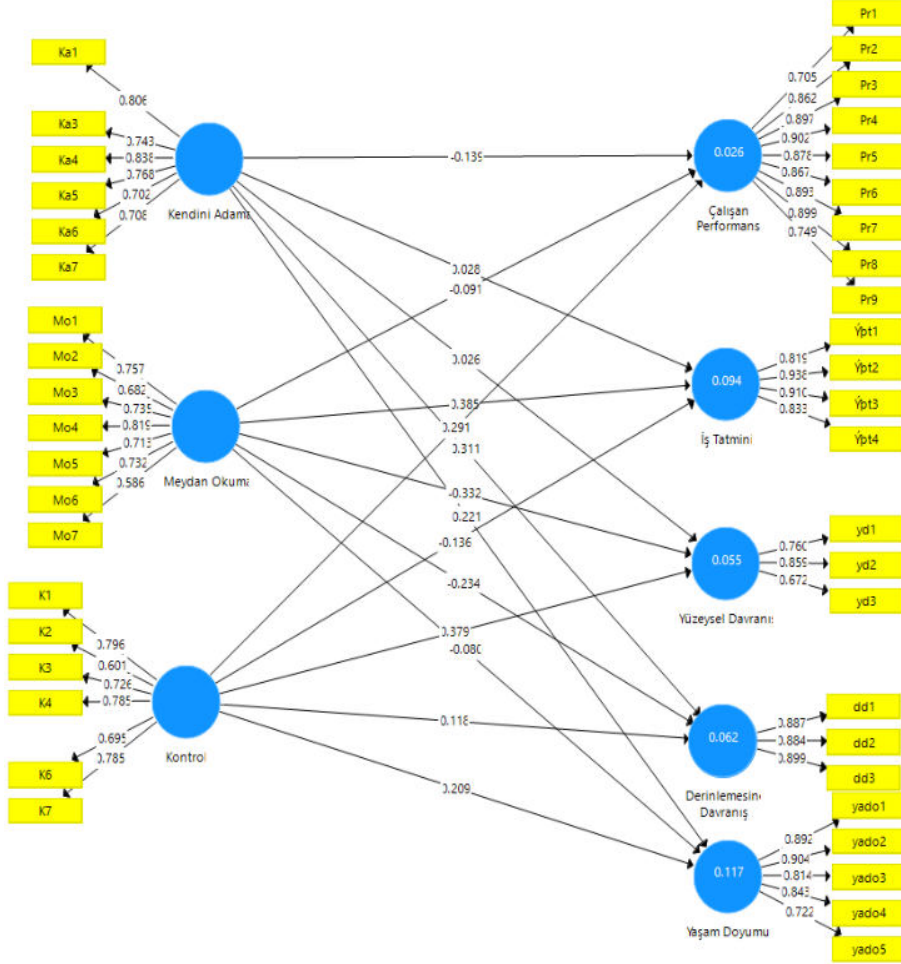 Ka1
0.806
Ka3
0.743
Ka4
0.838
Ka5
0.768
Ka6
0.702
Ka7
0.708
Kendini Adama
Mo1
Mo2
0.757
Mo3
0.682
0.735
Mo4
0.819
Mo5
0.713
0.732
Mo6
0.586
Mo7
Meydan Okuma
K1
K2
0.796
0.601
K3
0.726
K4
0.785
0.695
K6
0.785
K7
Kontrol
-0.139
0.028
-0.091
0.026
0.385
0.291
0.311
-0.332
0.221
-0.136
-0.234
0.379
-0.080
0.118
0.209
Pr1
Pr2
0.705
Pr3
0.862
0.897
Pr4
0.902
0.026
0.878
Pr5
0.867
Pr6
0.893
Pr7
0.899
0.749
Pr8
Pr9
Çalışan
Performans
Ýpt1
0.819
Ýpt2
0.938
0.094
0.910
Ýpt3
0.833
Ýpt4
İş Tatmini
yd1
0.760
0.055
0.859
yd2
0.672
yd3
Yüzeysel Davranış
dd1
0.887
0.062
0.884
dd2
0.899
dd3
Derinlemesine
Davranış
yado1
0.892
yado2
0.904
0.117
0.814
yado3
0.843
yado4
0.722
yado5
Yaşam Doyumu